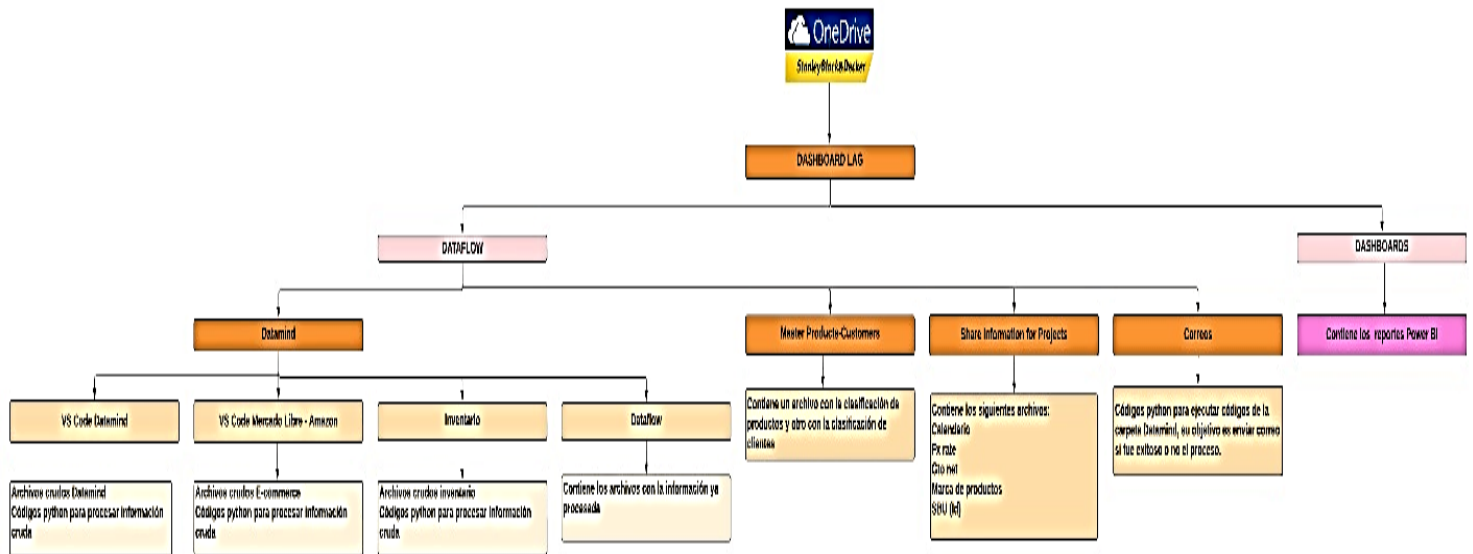 OneDrive
Stanley Black & Decker
DASHBOARD LAG
DATAFLOW
DASHBOARDS
Datamind
Master Products-Customers
Share Information for Projects
Correos
Contiene los reportes Power BI
VS Code Datamind
VS Code Mercado Libre - Amazon
Inventario
Dataflow
Contiene un archivo con la clasificación de
productos y otro con la clasificación de
clientes
Contiene los siguientes archivos:
Calendario
Fx rate
Marca de productos
SBU
Códigos python para ejecutar códigos de la
carpeta Datamind, su objetivo es enviar correo
si fue exitoso o no el proceso.
Archivos crudos Datamind
Códigos python para procesar información
cruda
Archivos crudos E-commerce
Códigos python para procesar información
cruda
Archivos crudos inventario
Códigos python para procesar información
cruda
Contiene los archivos con la información ya
procesada